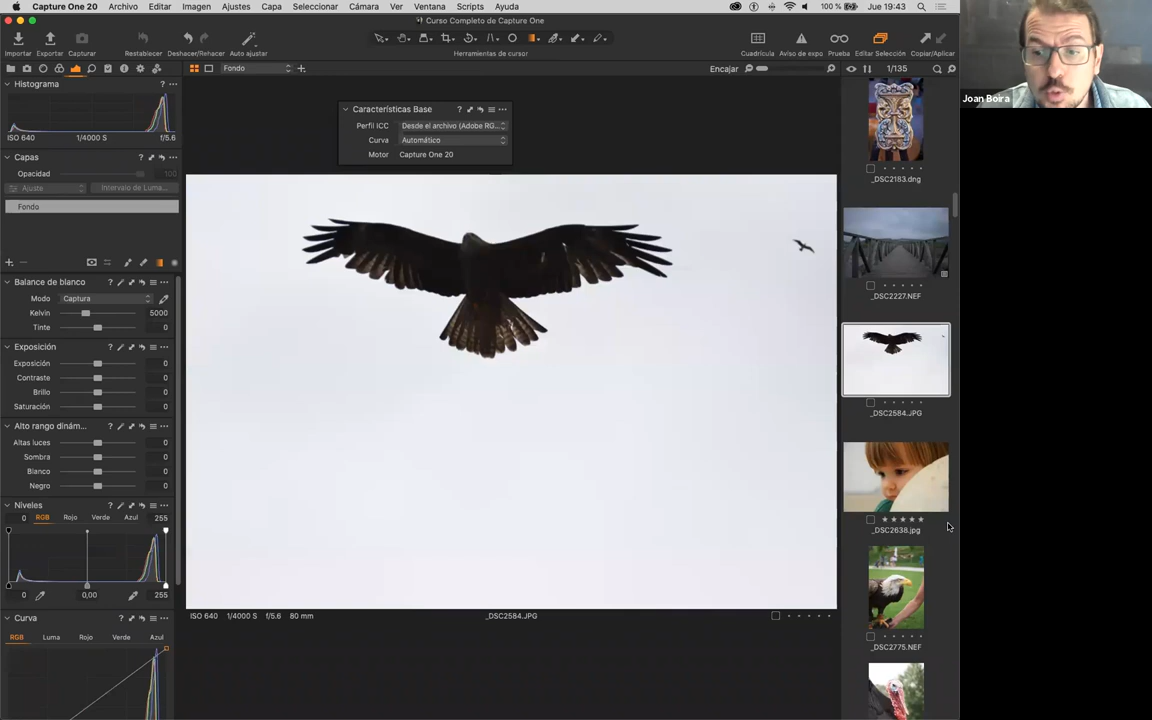 Capture One 20 Archivo Editar Imagen Ajustes Capa Seleccionar Cámara Ver Ventana Scripts Ayuda 100 % Jue 19:43
Curso Completo de Capture One
Importar Exportar Capturar Restablecer Deshacer/Rehacer Auto ajustar Herramientas de cursor Cuadrícula Aviso de expo Prueba Editar Selección Copiar/Aplicar
Fondo Encajar 1/135
Histograma
ISO 640 1/4000 S f/5.6
Capas
Opacidad 100
Ajuste Intervalo de Luma...
Fondo
Balance de blanco
Modo Captura
Kelvin 5000
Tinte 0
Exposición
Exposición 0
Contraste 0
Brillo 0
Saturación 0
Alto rango dinám...
Altas luces 0
Sombra 0
Blanco 0
Negro 0
Niveles
0 RGB Rojo Verde Azul 255
0 0,00 255
Curva
RGB Luma Rojo Verde Azul
Características Base
Perfil ICC Desde el archivo (Adobe RG...
Curva Automático
Motor Capture One 20
ISO 640 1/4000 S f/5.6 80 mm _DSC2584.JPG
_DSC2183.dng
_DSC2227.NEF
_DSC2584.JPG
_DSC2638.jpg
_DSC2775.NEF
Joan Boira